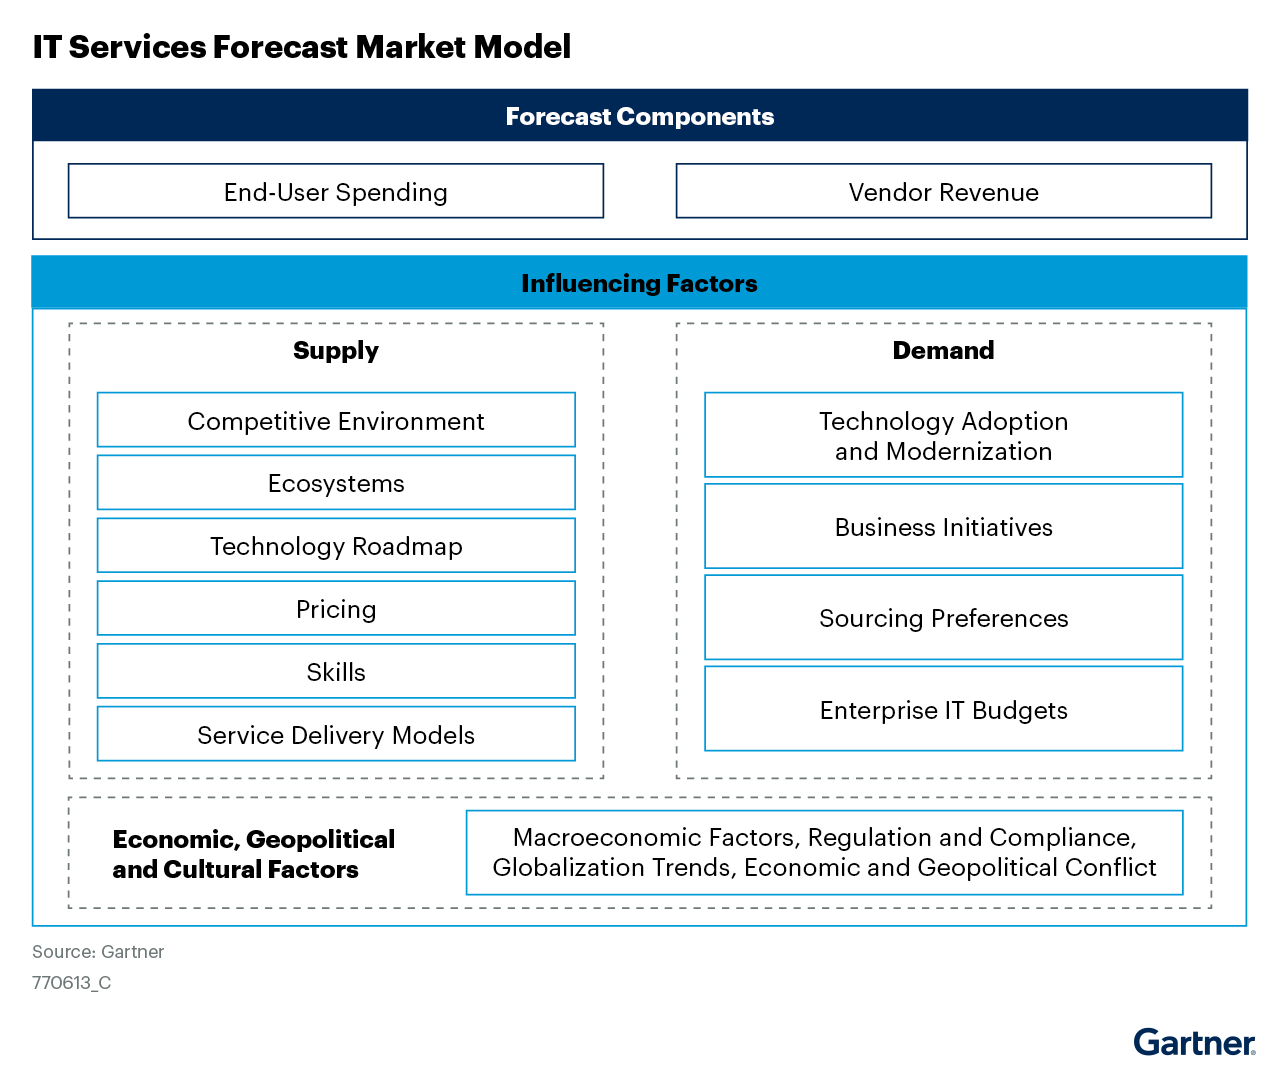 IT Services Forecast Market Model
Forecast Components
End-User Spending
Vendor Revenue
Influencing Factors
Supply
Competitive Environment
Ecosystems
Technology Roadmap
Pricing
Skills
Service Delivery Models
Demand
Technology Adoption
and Modernization
Business Initiatives
Sourcing Preferences
Enterprise IT Budgets
Economic, Geopolitical
and Cultural Factors
Macroeconomic Factors, Regulation and Compliance,
Globalization Trends, Economic and Geopolitical Conflict
Source: Gartner
770613_C
Gartner®